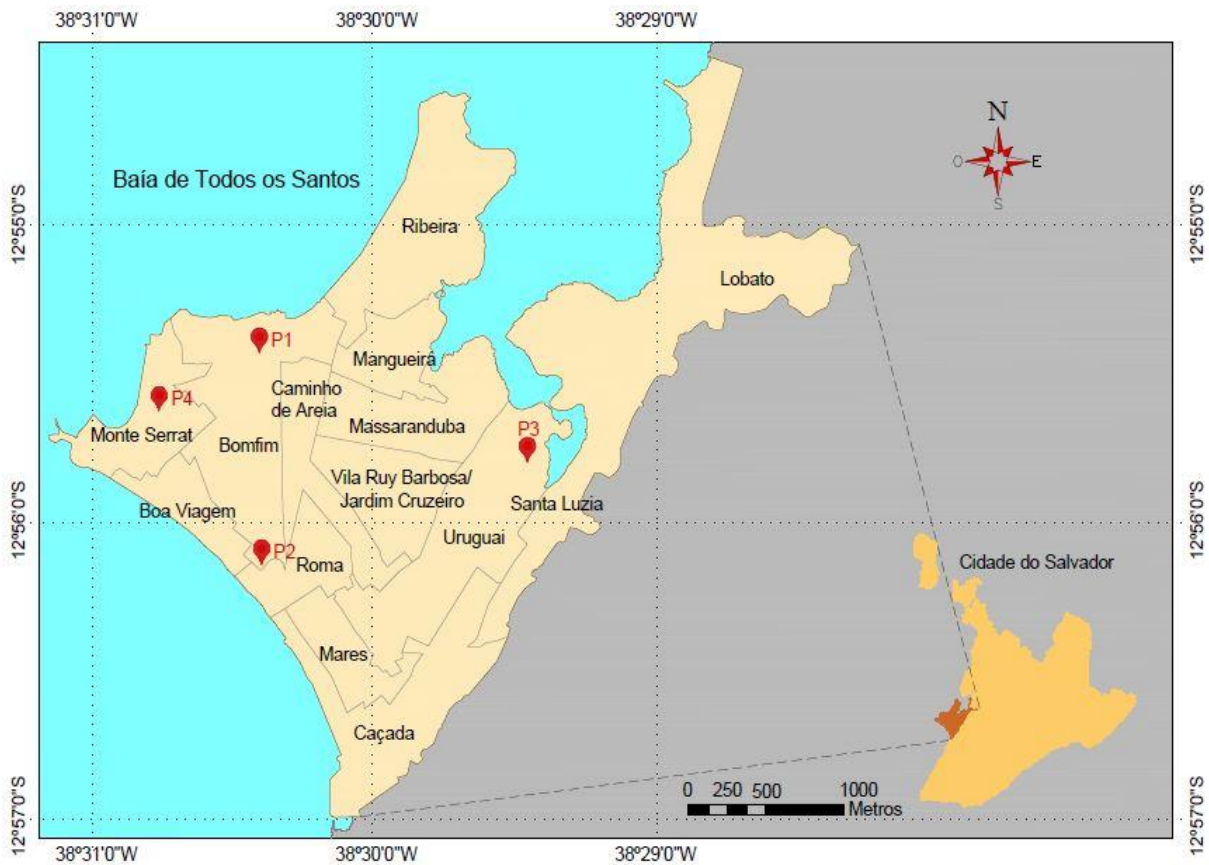 38°31'0"W 38°30'0"W 38°29'0"W
N
O E
S
Baía de Todos os Santos
12°55'0"S 12°55'0"S
Ribeira
Lobato
P1
Mangueira
Caminho
de Areia
P4
Massaranduba
P3
Monte Serrat
Bomfim
Vila Ruy Barbosa/
Jardim Cruzeiro
Santa Luzia
Boa Viagem
12°56'0"S 12°56'0"S
Uruguai
P2
Roma
Cidade do Salvador
Mares
Caçada
0 250 500 1000
Metros
12°57'0"S 12°57'0"S
38°31'0"W 38°30'0"W 38°29'0"W